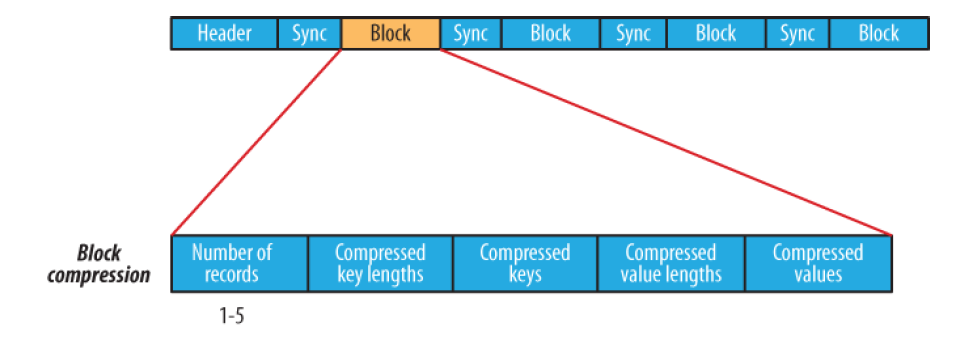 Header Sync Block Sync Block Sync Block Sync Block
Block compression
Number of records
Compressed key lengths
Compressed keys
Compressed value lengths
Compressed values
1-5